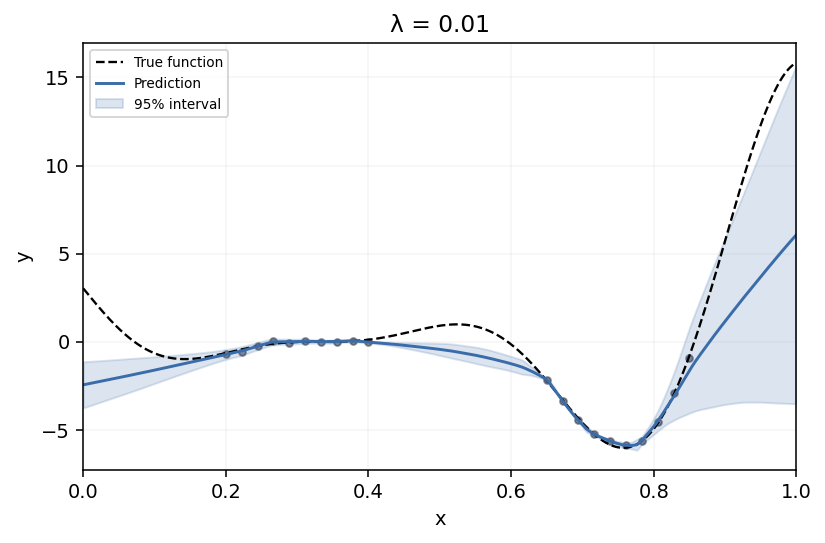 λ = 0.01
True function
Prediction
95% interval
y
15
10
5
0
−5
0.0 0.2 0.4 0.6 0.8 1.0
x